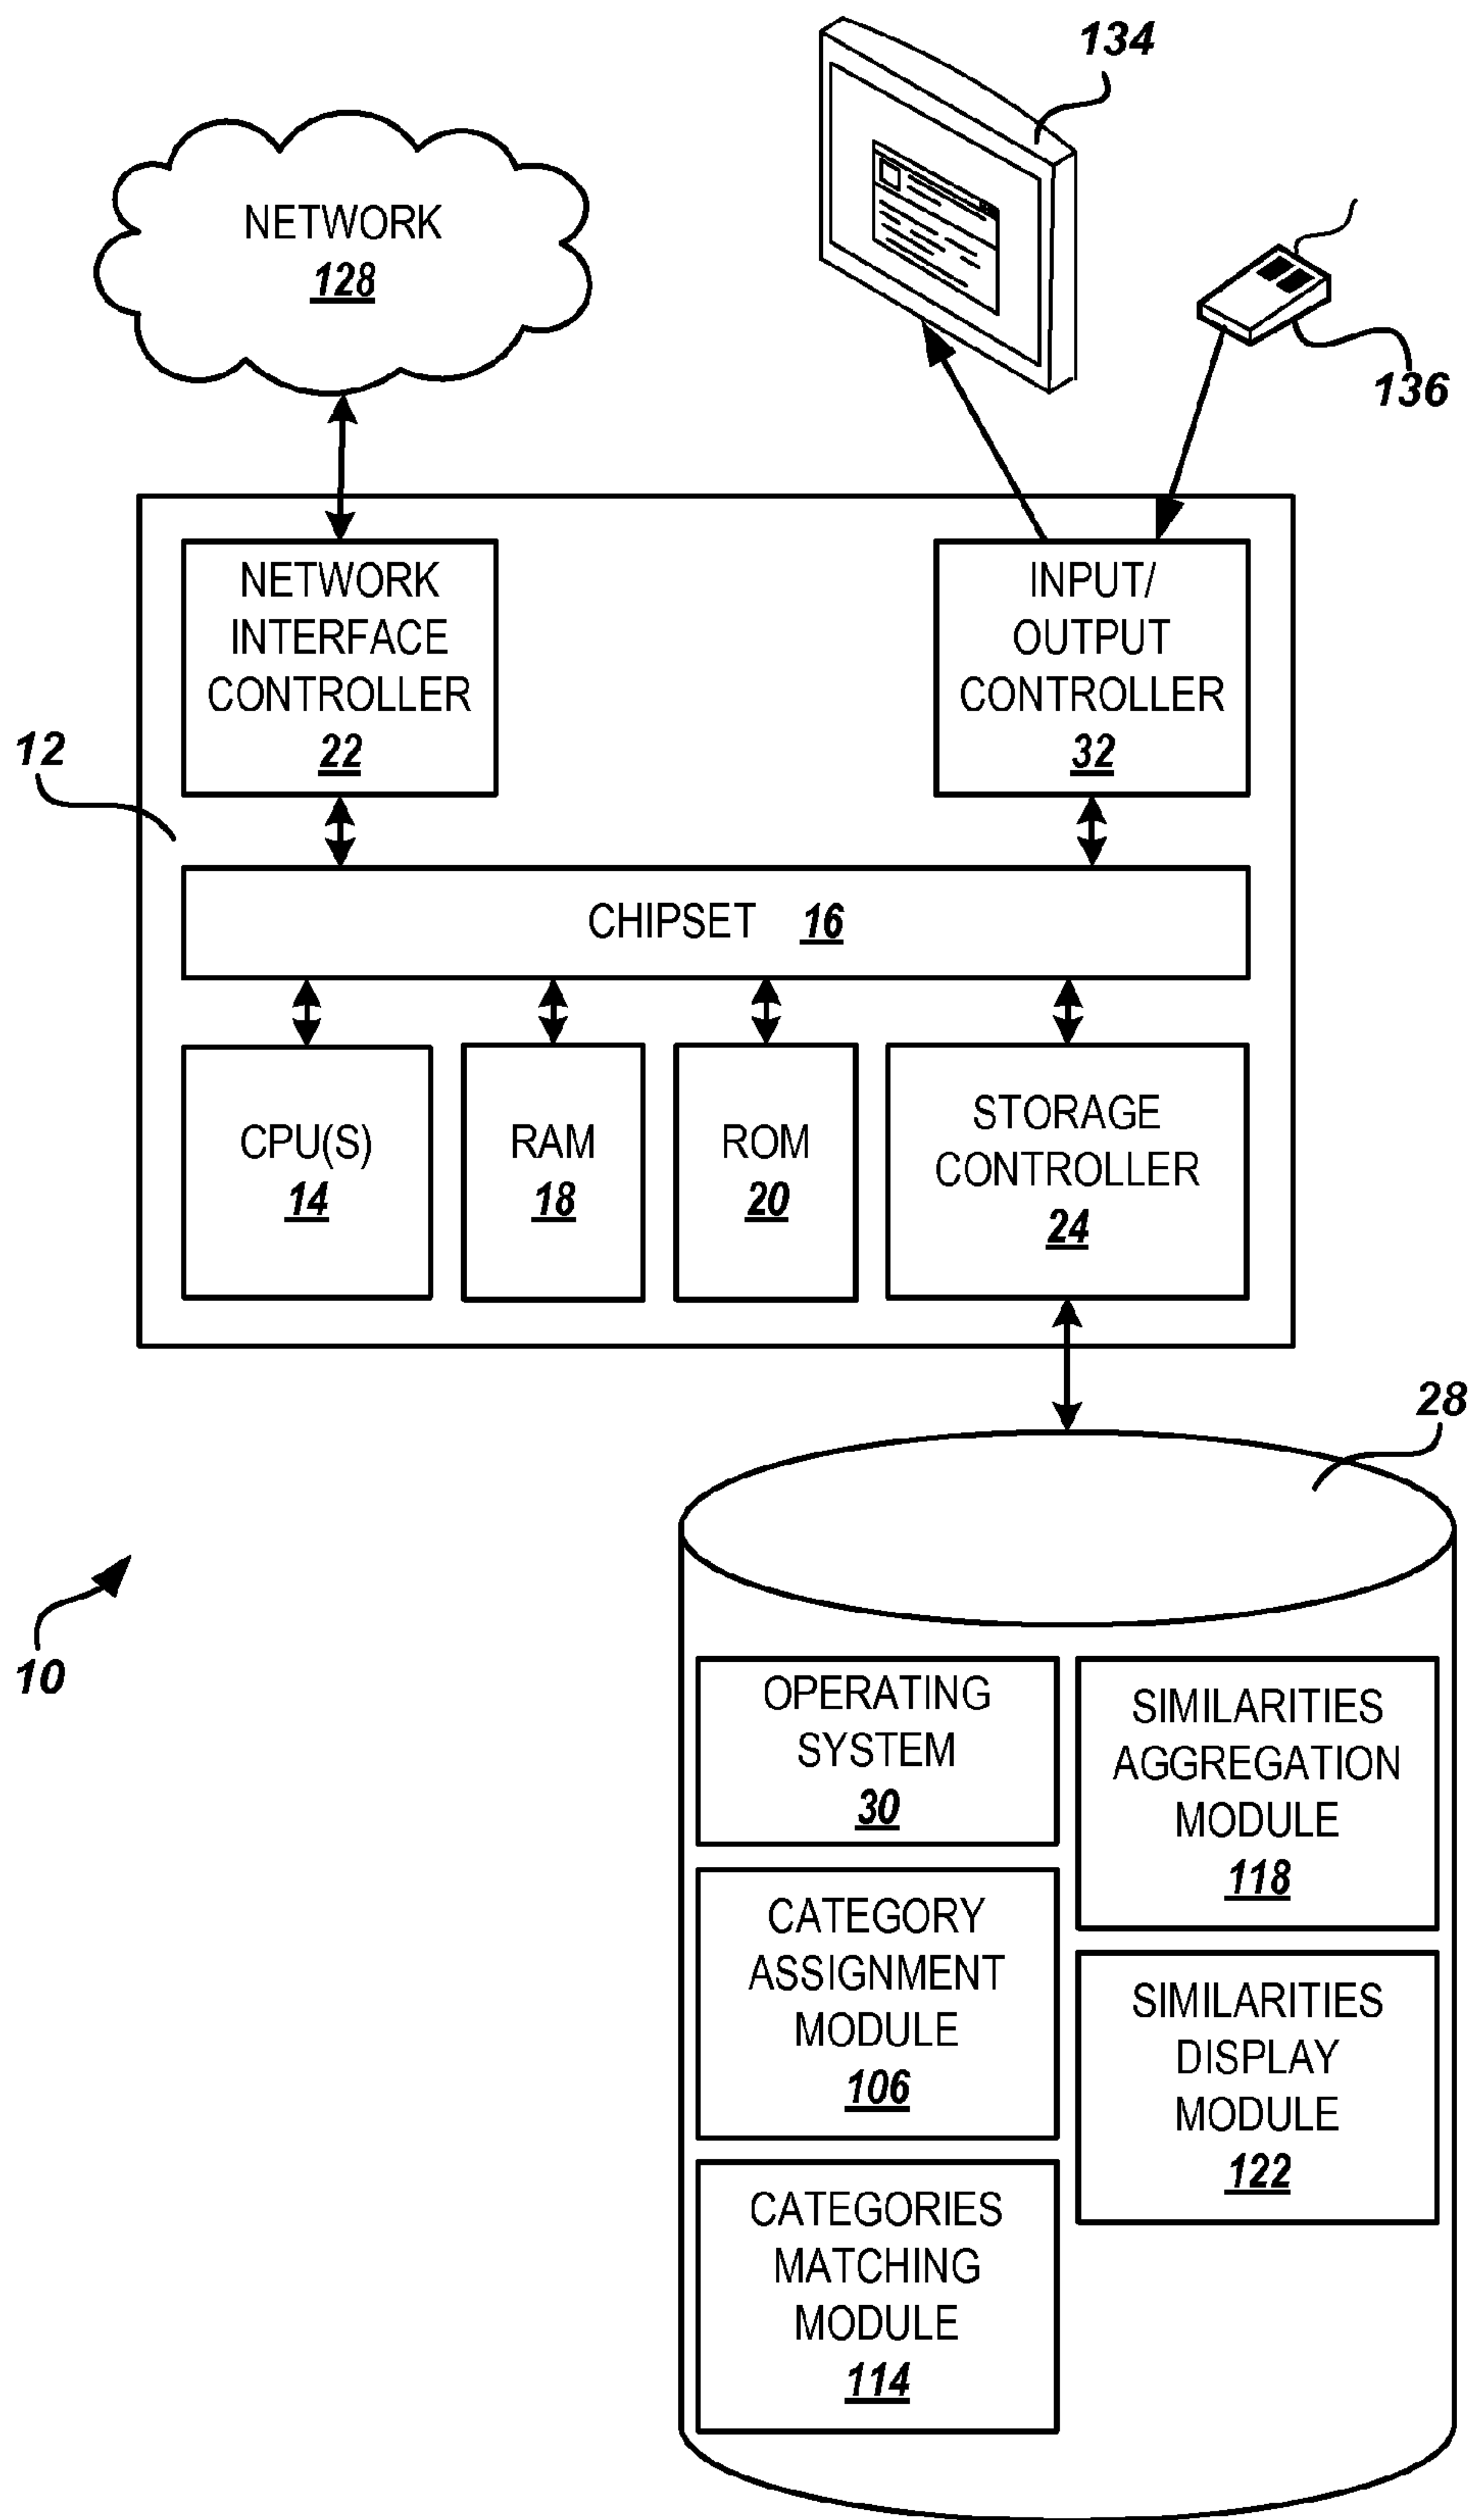 134
NETWORK
128
136
NETWORK
INTERFACE
CONTROLLER
22
INPUT/
OUTPUT
CONTROLLER
32
12
CHIPSET 16
CPU(S)
14
RAM
18
ROM
20
STORAGE
CONTROLLER
24
28
10
OPERATING
SYSTEM
30
SIMILARITIES
AGGREGATION
MODULE
118
CATEGORY
ASSIGNMENT
MODULE
106
SIMILARITIES
DISPLAY
MODULE
122
CATEGORIES
MATCHING
MODULE
114